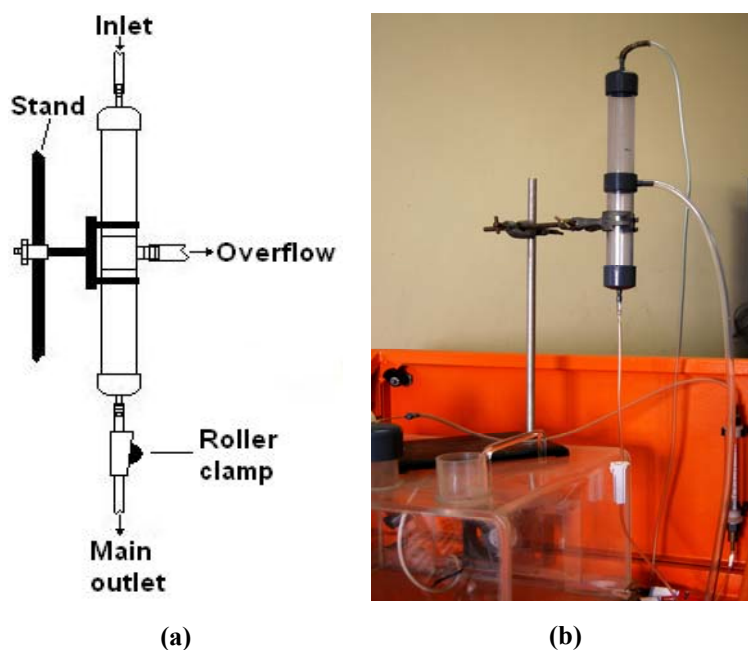 Inlet
Stand
Overflow
Roller
clamp
Main
outlet
(a)
(b)